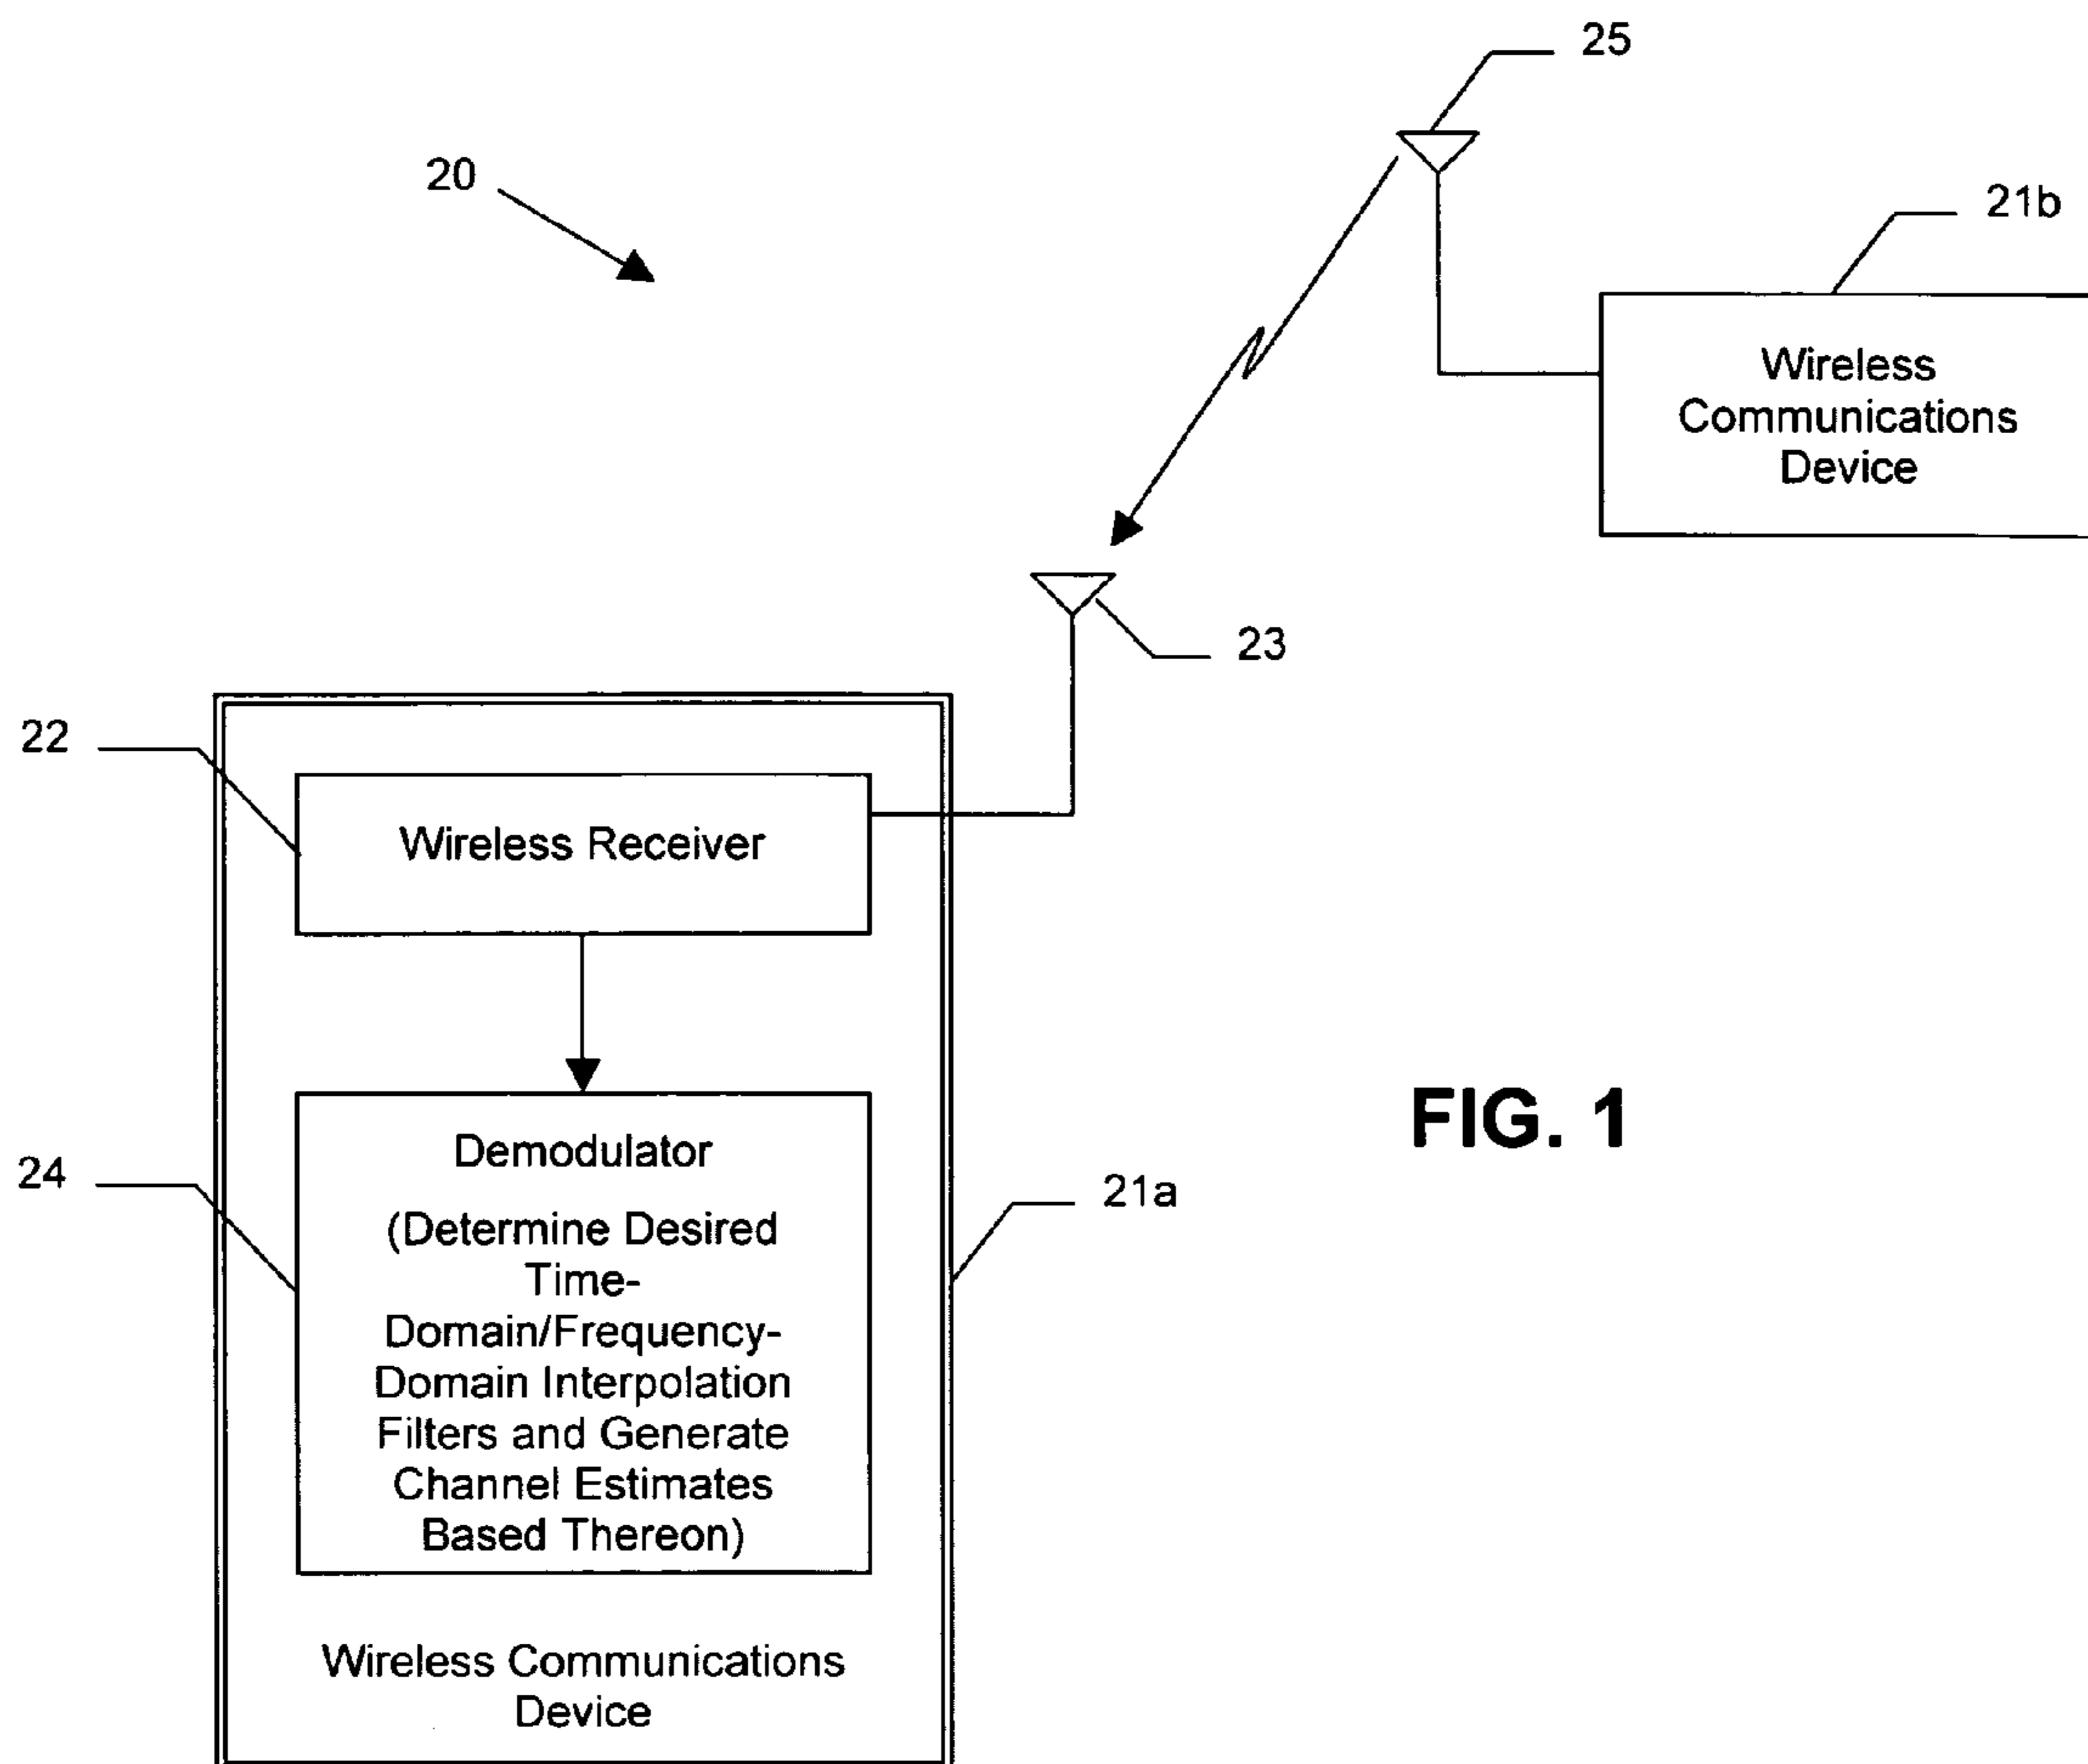 25
20
21b
Wireless
Communications
Device
23
22
Wireless Receiver
24
Demodulator
(Determine Desired
Time-
Domain/Frequency-
Domain Interpolation
Filters and Generate
Channel Estimates
Based Thereon)
21a
FIG. 1
Wireless Communications
Device